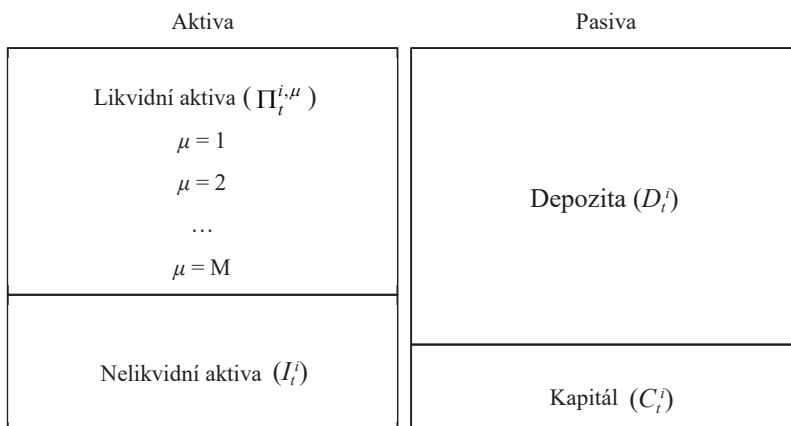 Aktiva
Likvidní aktiva ( Π_t^{i,μ} )
μ = 1
μ = 2
…
μ = M
Nelikvidní aktiva (I_t^i)
Pasiva
Depozita (D_t^i)
Kapitál (C_t^i)